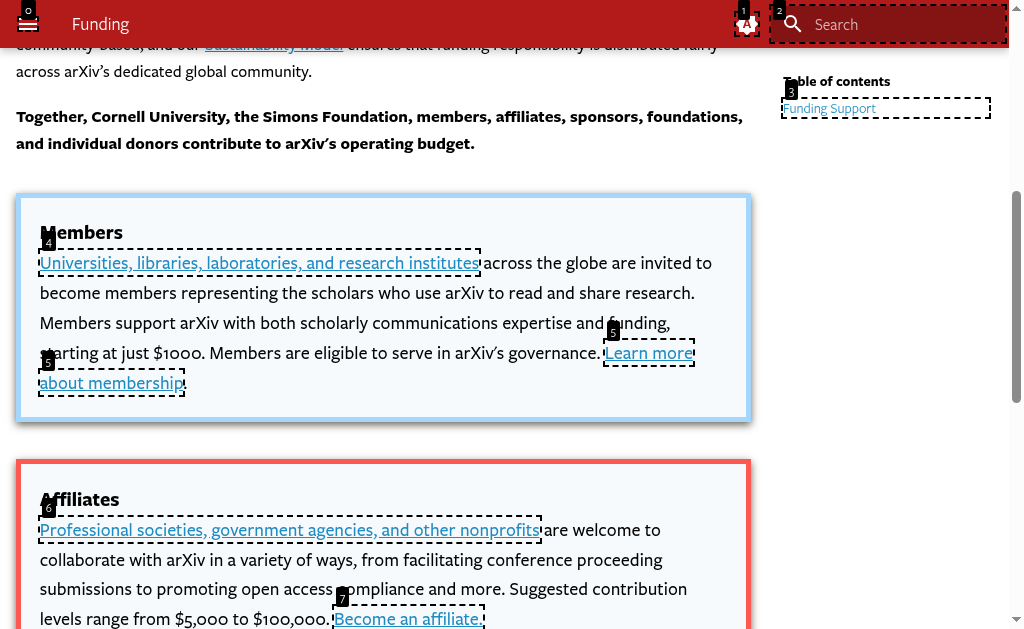 Funding
Search
community-based, and our Sustainability Model ensures that funding responsibility is distributed fairly
across arXiv's dedicated global community.
Together, Cornell University, the Simons Foundation, members, affiliates, sponsors, foundations,
and individual donors contribute to arXiv's operating budget.
Members
Universities, libraries, laboratories, and research institutes across the globe are invited to
become members representing the scholars who use arXiv to read and share research.
Members support arXiv with both scholarly communications expertise and funding,
starting at just $1000. Members are eligible to serve in arXiv's governance. Learn more
about membership.
Affiliates
Professional societies, government agencies, and other nonprofits are welcome to
collaborate with arXiv in a variety of ways, from facilitating conference proceeding
submissions to promoting open access compliance and more. Suggested contribution
levels range from $5,000 to $100,000. Become an affiliate.
Table of contents
Funding Support
0
1
A
2
3
4
5
5
6
7